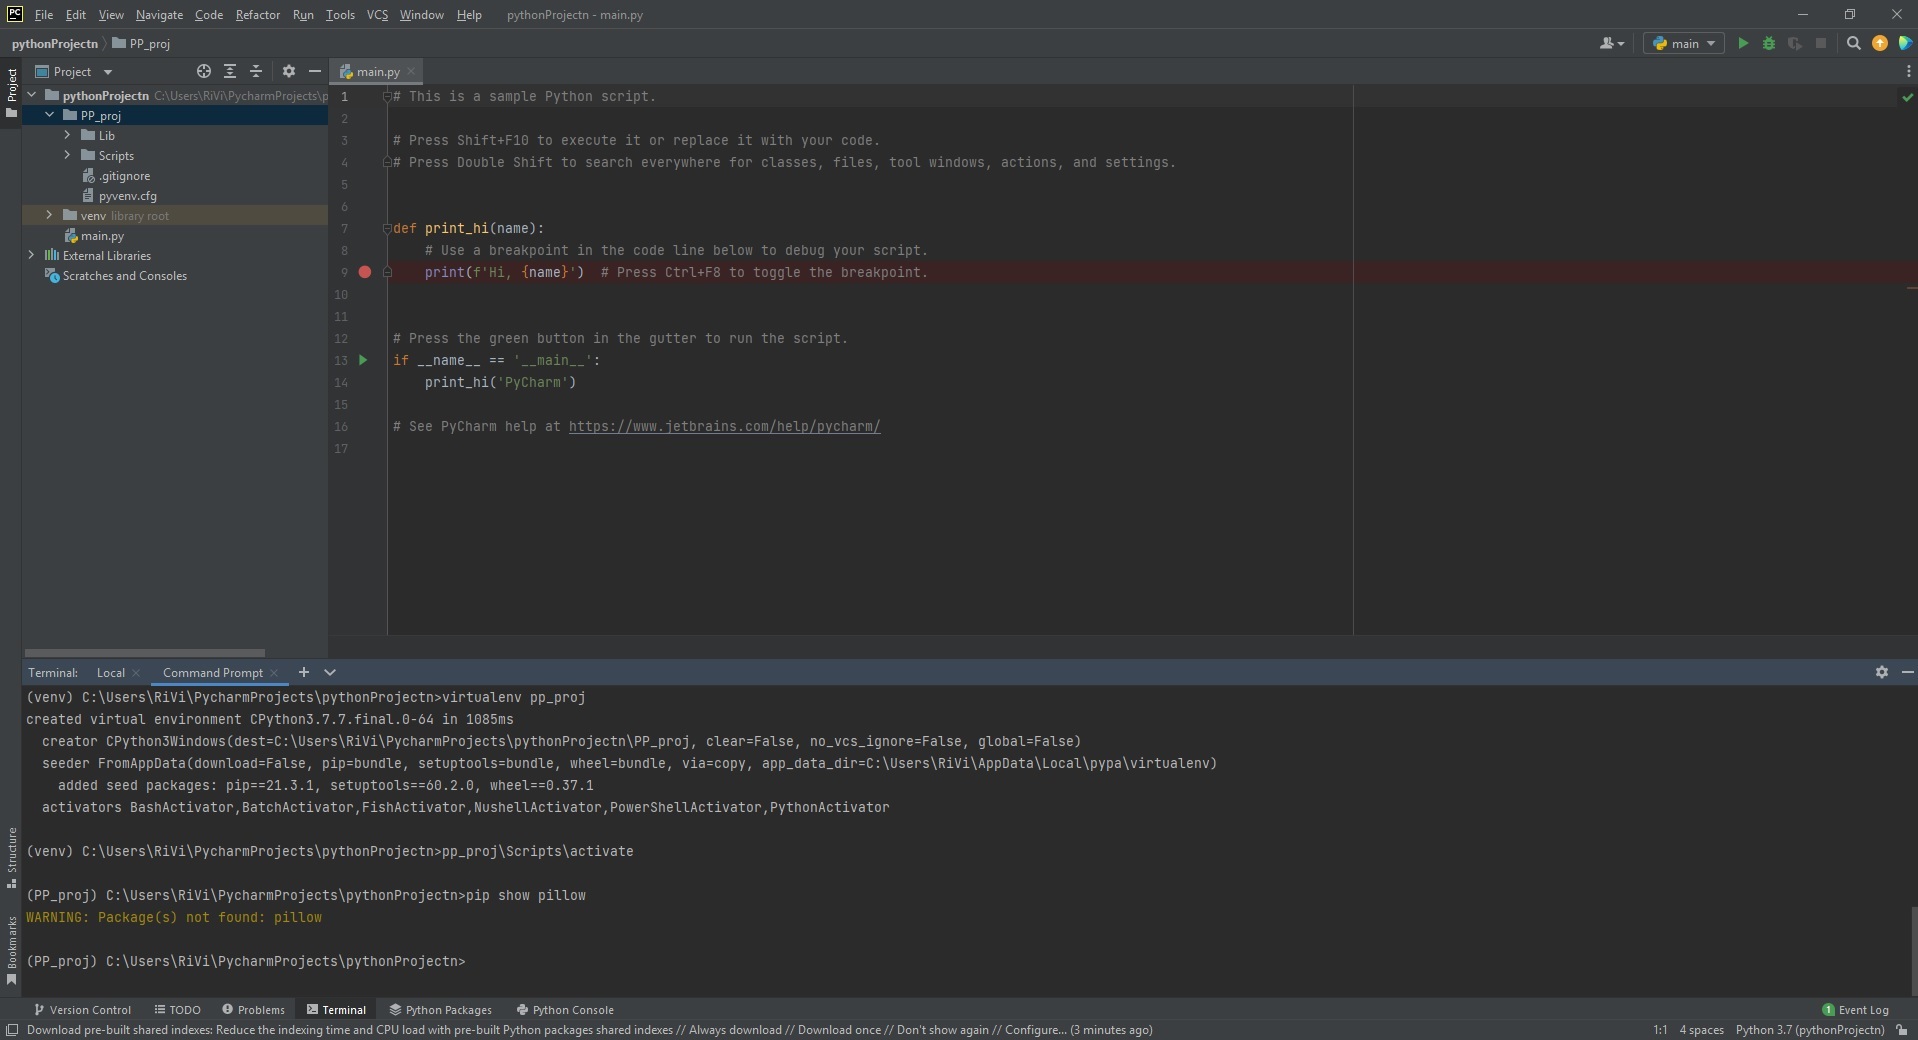 PC File Edit View Navigate Code Refactor Run Tools VCS Window Help pythonProjectn - main.py
pythonProjectn PP_proj main
Project
Project
main.py
pythonProjectn C:\Users\RiVi\PycharmProjects\p
PP_proj
Lib
Scripts
.gitignore
pyvenv.cfg
venv library root
main.py
External Libraries
Scratches and Consoles
1 # This is a sample Python script.
2
3 # Press Shift+F10 to execute it or replace it with your code.
4 # Press Double Shift to search everywhere for classes, files, tool windows, actions, and settings.
5
6
7 def print_hi(name):
8 # Use a breakpoint in the code line below to debug your script.
9 print(f'Hi, {name}') # Press Ctrl+F8 to toggle the breakpoint.
10
11
12 # Press the green button in the gutter to run the script.
13 if __name__ == '__main__':
14 print_hi('PyCharm')
15
16 # See PyCharm help at https://www.jetbrains.com/help/pycharm/
17
Terminal: Local Command Prompt
(venv) C:\Users\RiVi\PycharmProjects\pythonProjectn>virtualenv pp_proj
created virtual environment CPython3.7.7.final.0-64 in 1085ms
creator CPython3Windows(dest=C:\Users\RiVi\PycharmProjects\pythonProjectn\PP_proj, clear=False, no_vcs_ignore=False, global=False)
seeder FromAppData(download=False, pip=bundle, setuptools=bundle, wheel=bundle, via=copy, app_data_dir=C:\Users\RiVi\AppData\Local\pypa\virtualenv)
added seed packages: pip==21.3.1, setuptools==60.2.0, wheel==0.37.1
activators BashActivator,BatchActivator,FishActivator,NushellActivator,PowerShellActivator,PythonActivator
(venv) C:\Users\RiVi\PycharmProjects\pythonProjectn>pp_proj\Scripts\activate
(PP_proj) C:\Users\RiVi\PycharmProjects\pythonProjectn>pip show pillow
WARNING: Package(s) not found: pillow
(PP_proj) C:\Users\RiVi\PycharmProjects\pythonProjectn>
Structure
Bookmarks
Version Control TODO Problems Terminal Python Packages Python Console 1 Event Log
Download pre-built shared indexes: Reduce the indexing time and CPU load with pre-built Python packages shared indexes // Always download // Download once // Don't show again // Configure... (3 minutes ago) 1:1 4 spaces Python 3.7 (pythonProjectn)